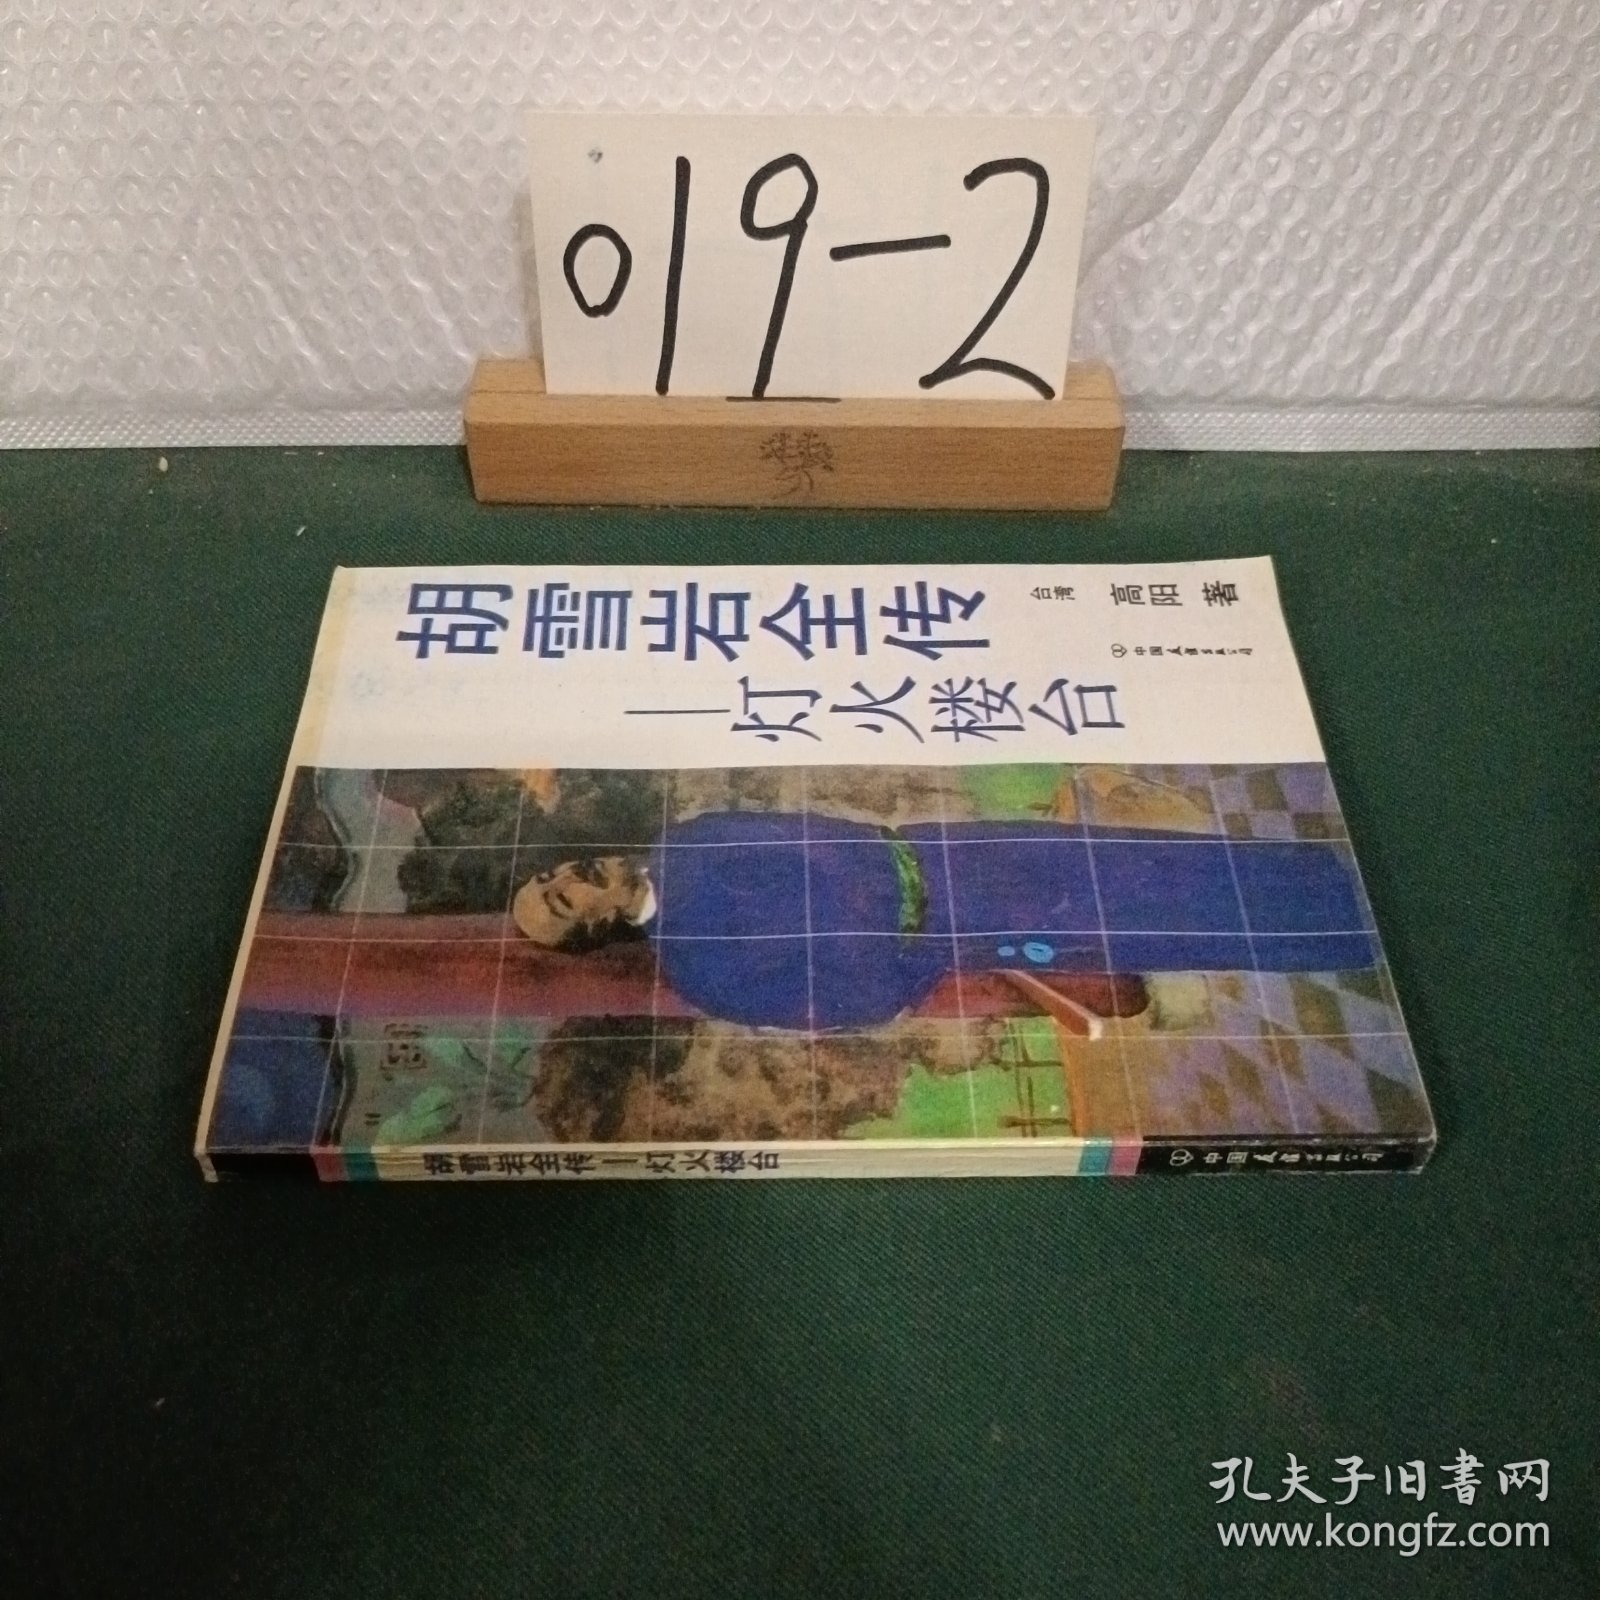 019-2
胡雪岩全传
—灯火楼台
台湾 高阳 著
中国友谊出版公司
胡雪岩全传—灯火楼台
中国友谊出版公司
孔夫子旧书网
www.kongfz.com